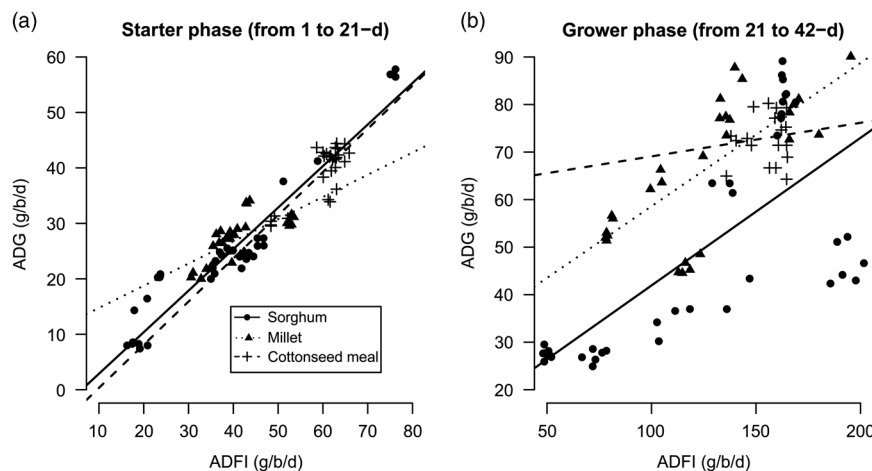 (a)
Starter phase (from 1 to 21−d)
ADG (g/b/d)
60
50
40
30
20
10
0
Sorghum
Millet
Cottonseed meal
10 20 30 40 50 60 70 80
ADFI (g/b/d)
(b)
Grower phase (from 21 to 42−d)
ADG (g/b/d)
90
80
70
60
50
40
30
20
50 100 150 200
ADFI (g/b/d)